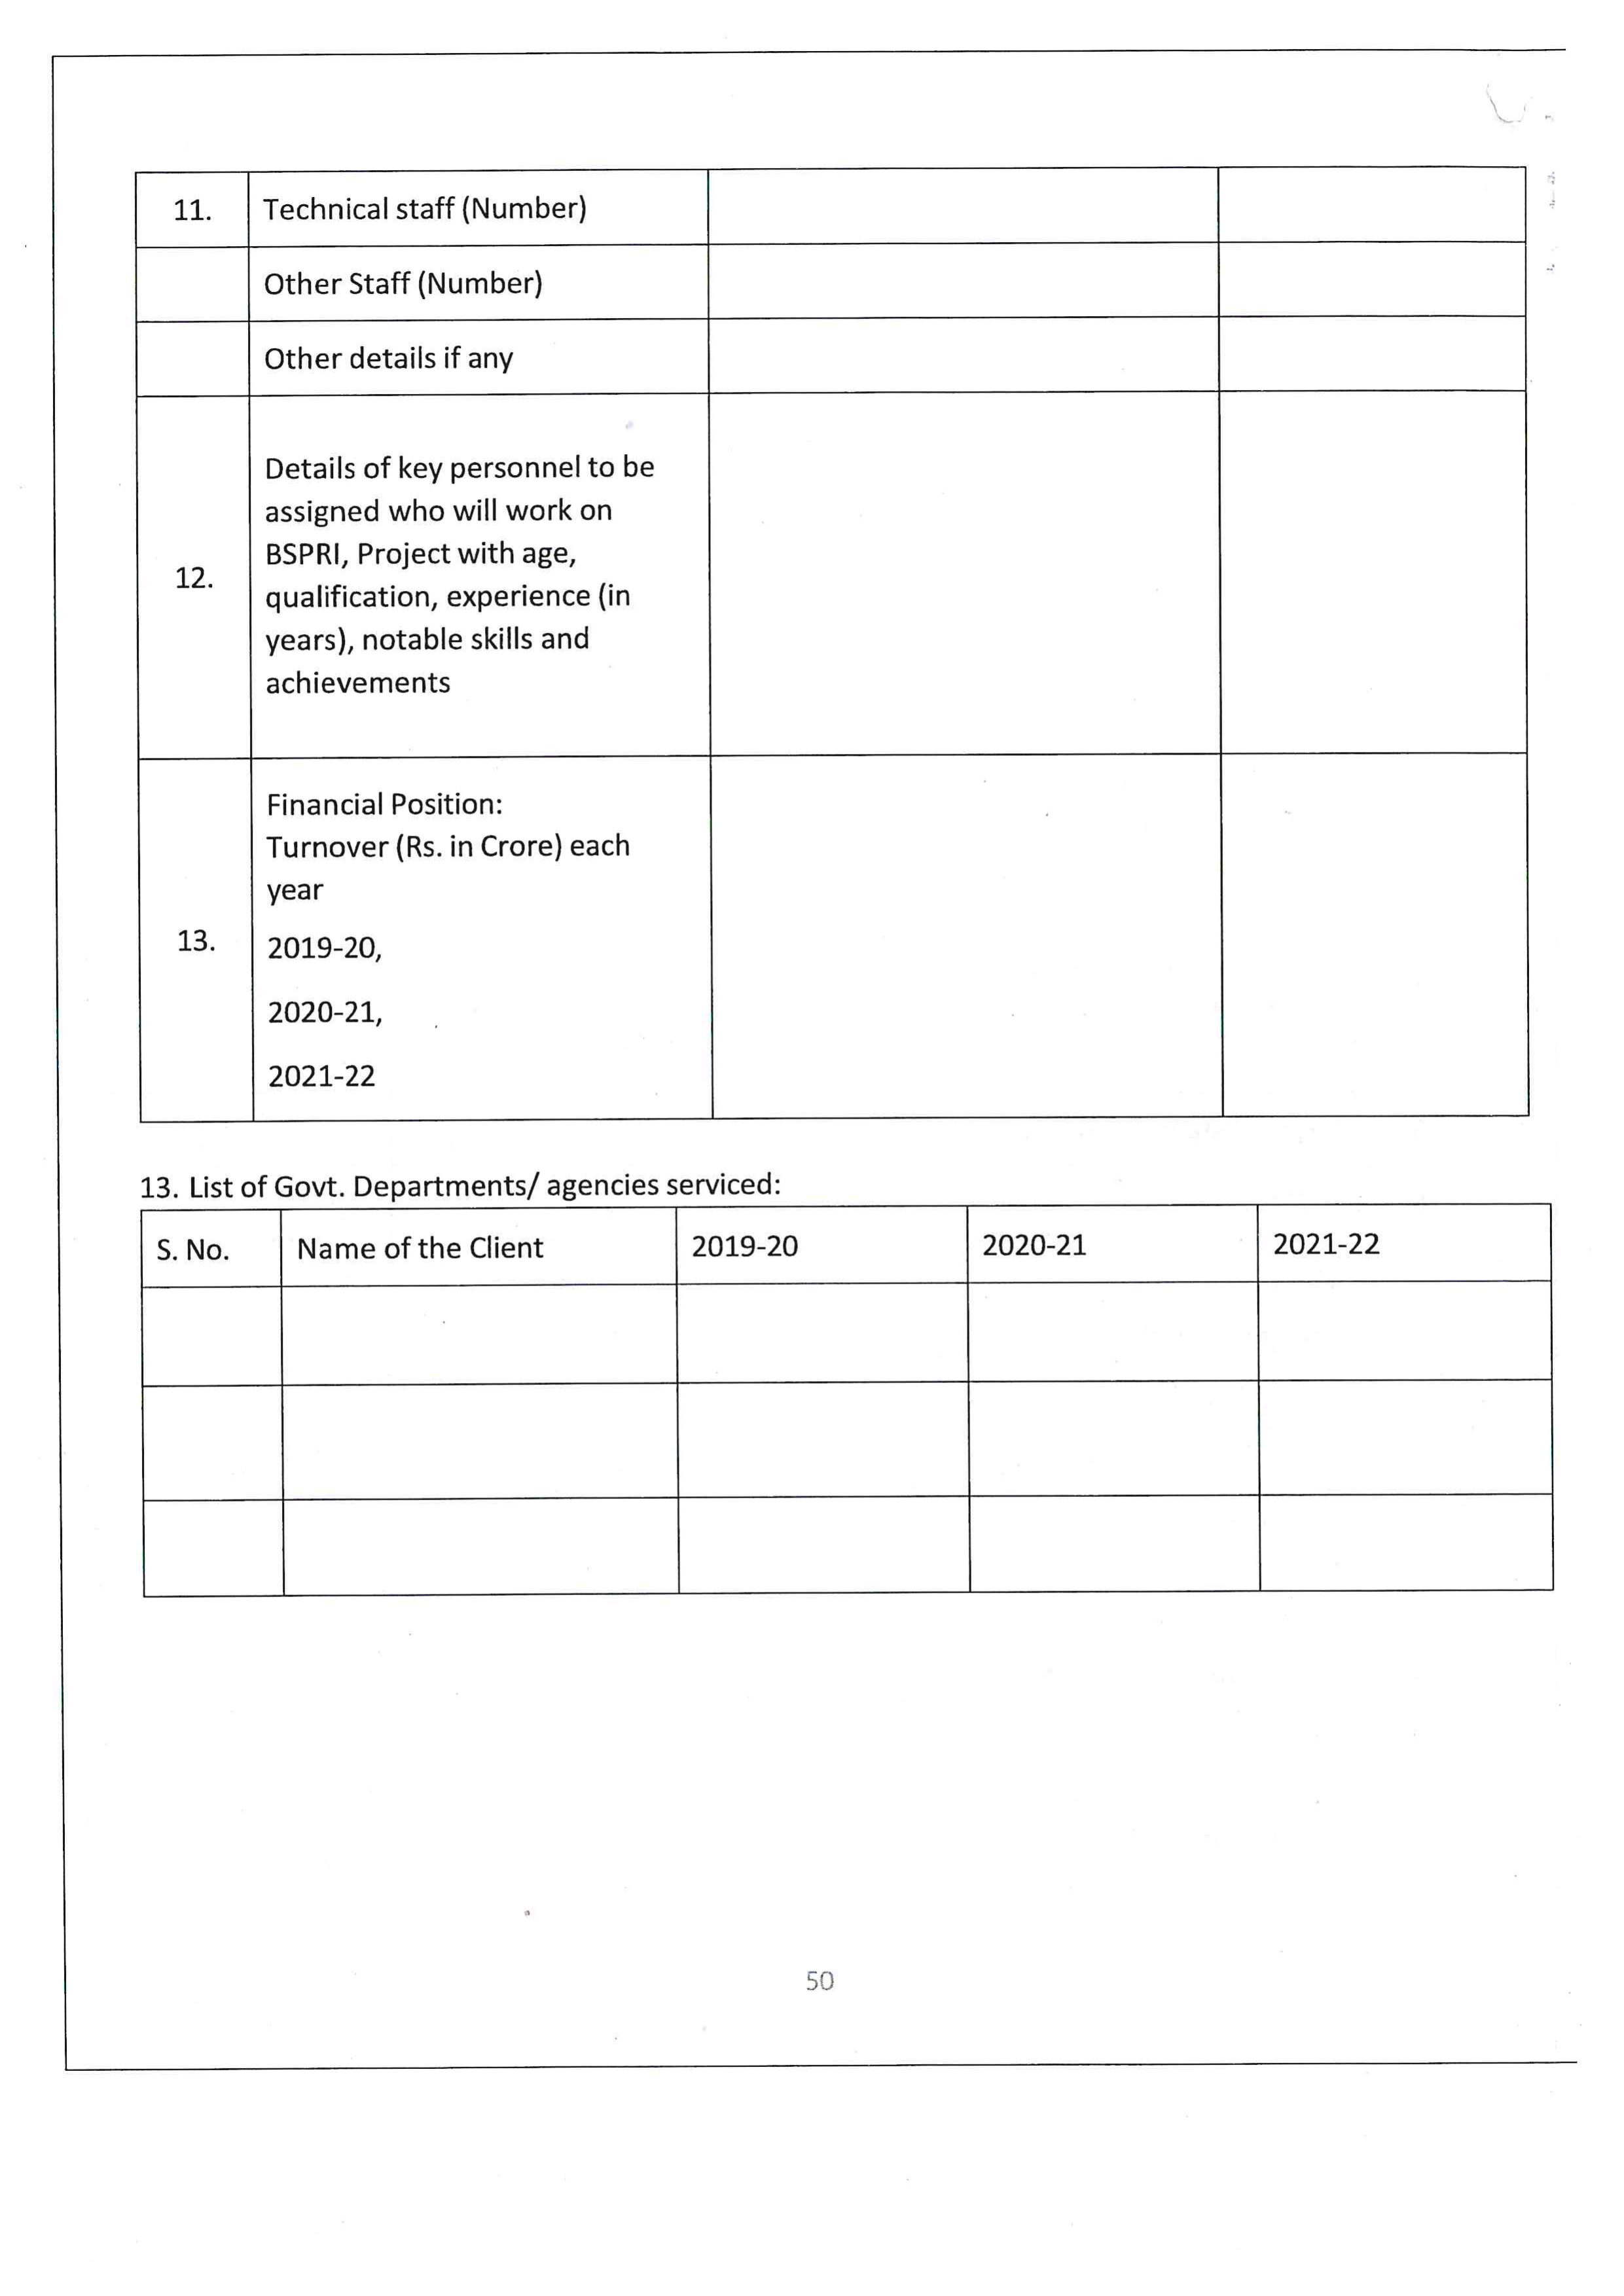 11. Technical staff (Number)
Other Staff (Number)
Other details if any
Details of key personnel to be
assigned who will work on
BSPRI, Project with age,
12.
qualification, experience (in
years), notable skills and
achievements
Financial Position:
Turnover (Rs. in Crore) each
year
13. 2019-20,
2020-21,
2021-22
13. List of Govt. Departments/ agencies serviced:
S. No. Name of the Client 2019-20 2020-21 2021-22
50